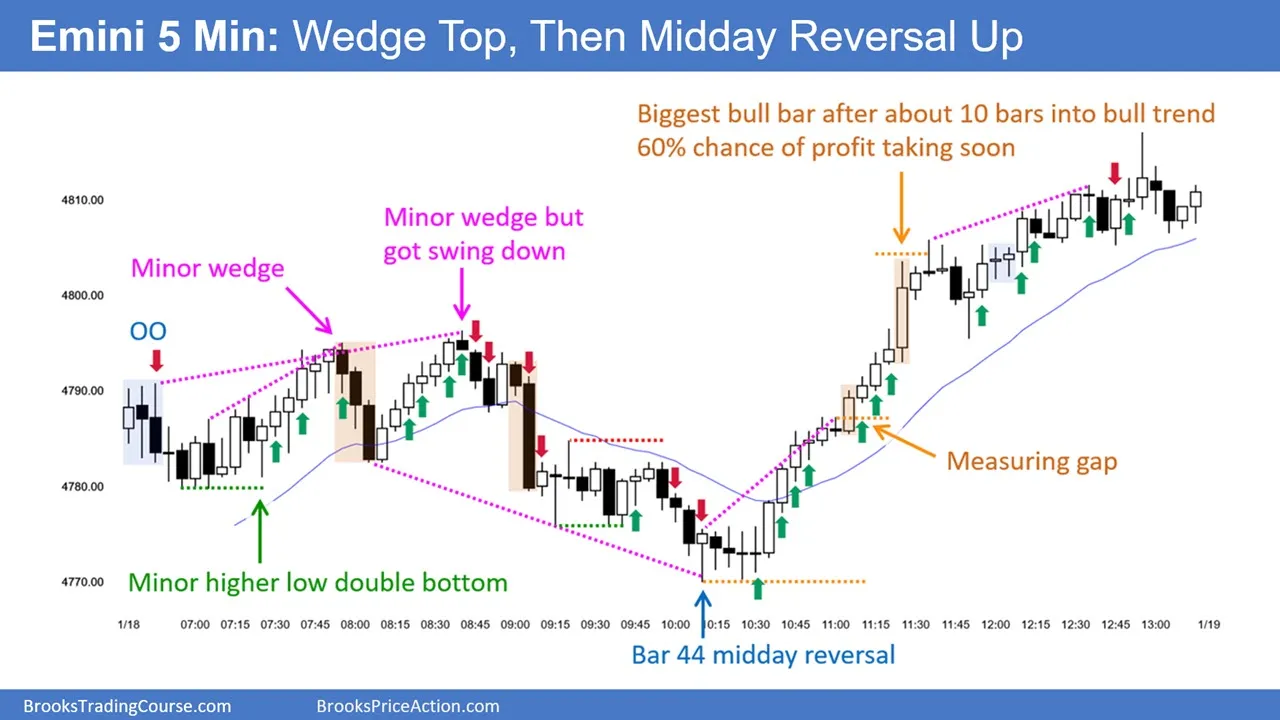 Emini 5 Min: Wedge Top, Then Midday Reversal Up
Biggest bull bar after about 10 bars into bull trend
60% chance of profit taking soon
4810.00
Minor wedge but
got swing down
Minor wedge
4800.00
OO
4790.00
4780.00
Measuring gap
Minor higher low double bottom
4770.00
1/18 07:00 07:15 07:30 07:45 08:00 08:15 08:30 08:45 09:00 09:15 09:30 09:45 10:00 10:15 10:30 10:45 11:00 11:15 11:30 11:45 12:00 12:15 12:30 12:45 13:00 1/19
Bar 44 midday reversal
BrooksTradingCourse.com BrooksPriceAction.com